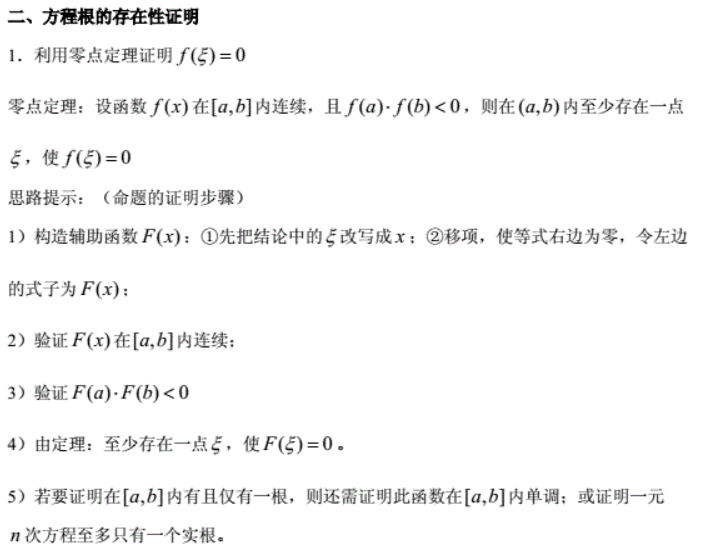 二、方程根的存在性证明
1．利用零点定理证明 f(ξ)=0
零点定理：设函数 f(x) 在[a,b]内连续，且 f(a)·f(b)<0，则在(a,b)内至少存在一点
ξ，使 f(ξ)=0
思路提示：（命题的证明步骤）
1）构造辅助函数 F(x)：①先把结论中的ξ改写成 x；②移项，使等式右边为零，令左边
的式子为 F(x)；
2）验证 F(x) 在[a,b]内连续；
3）验证 F(a)·F(b)<0
4）由定理：至少存在一点ξ，使 F(ξ)=0。
5）若要证明在[a,b]内有且仅有一根，则还需证明此函数在[a,b]内单调；或证明一元
n 次方程至多只有一个实根。